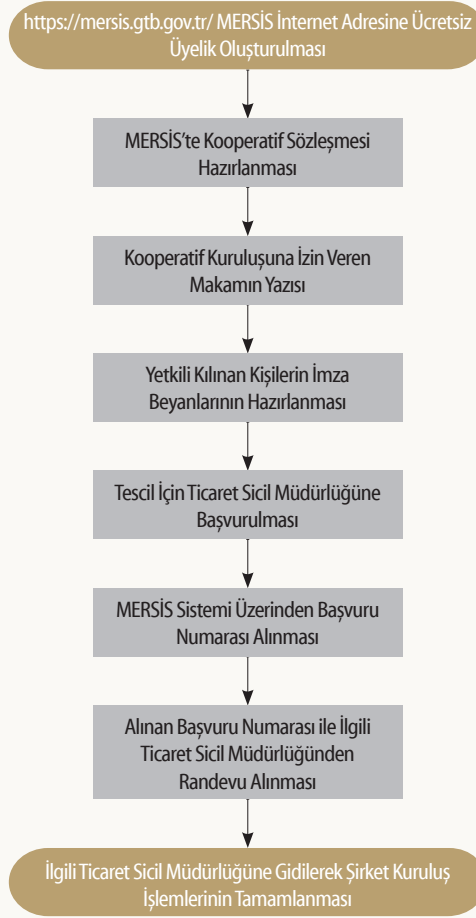 https://mersis.gtb.gov.tr/ MERSİS İnternet Adresine Ücretsiz
Üyelik Oluşturulması
MERSİS'te Kooperatif Sözleşmesi
Hazırlanması
Kooperatif Kuruluşuna İzin Veren
Makamın Yazısı
Yetkili Kılınan Kişilerin İmza
Beyanlarının Hazırlanması
Tescil İçin Ticaret Sicil Müdürlüğüne
Başvurulması
MERSİS Sistemi Üzerinden Başvuru
Numarası Alınması
Alınan Başvuru Numarası ile İlgili
Ticaret Sicil Müdürlüğünden
Randevu Alınması
İlgili Ticaret Sicil Müdürlüğüne Gidilerek Şirket Kuruluş
İşlemlerinin Tamamlanması